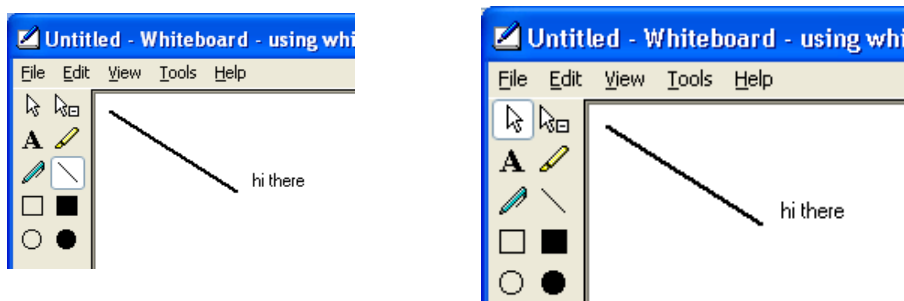 Untitled - Whiteboard - using whi
File Edit View Tools Help
A
hi there
Untitled - Whiteboard - using whi
File Edit View Tools Help
A
hi there